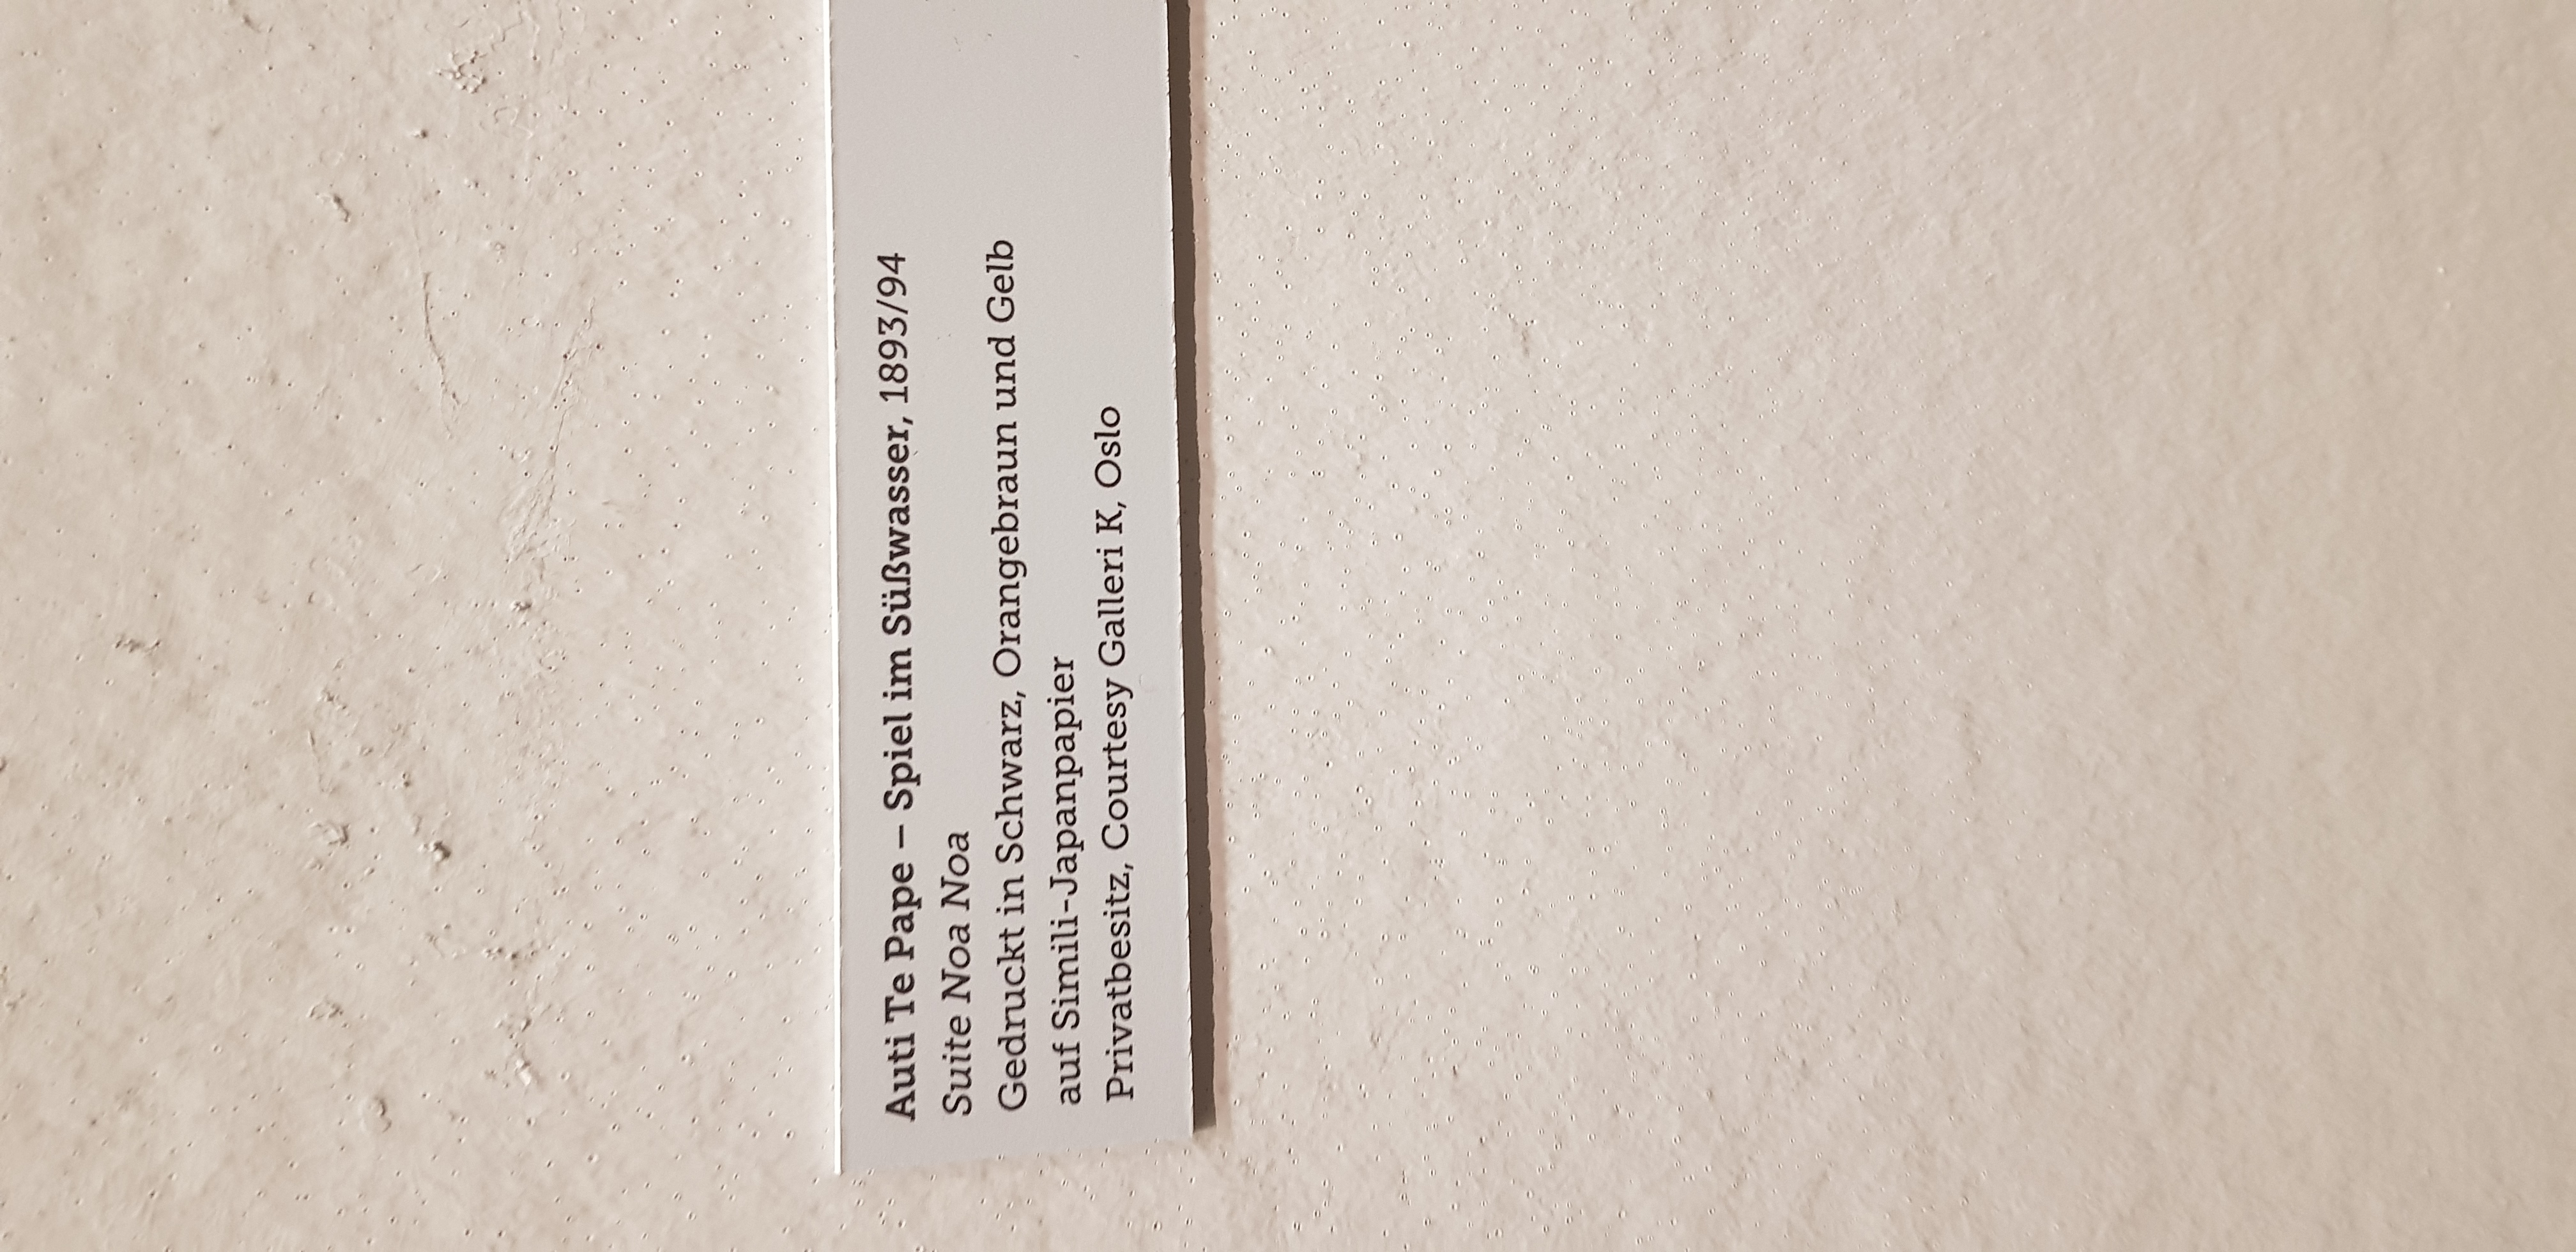 Auti Te Pape – Spiel im Süßwasser, 1893/94
Suite Noa Noa
Gedruckt in Schwarz, Orangebraun und Gelb
auf Simili-Japanpapier
Privatbesitz, Courtesy Galleri K, Oslo